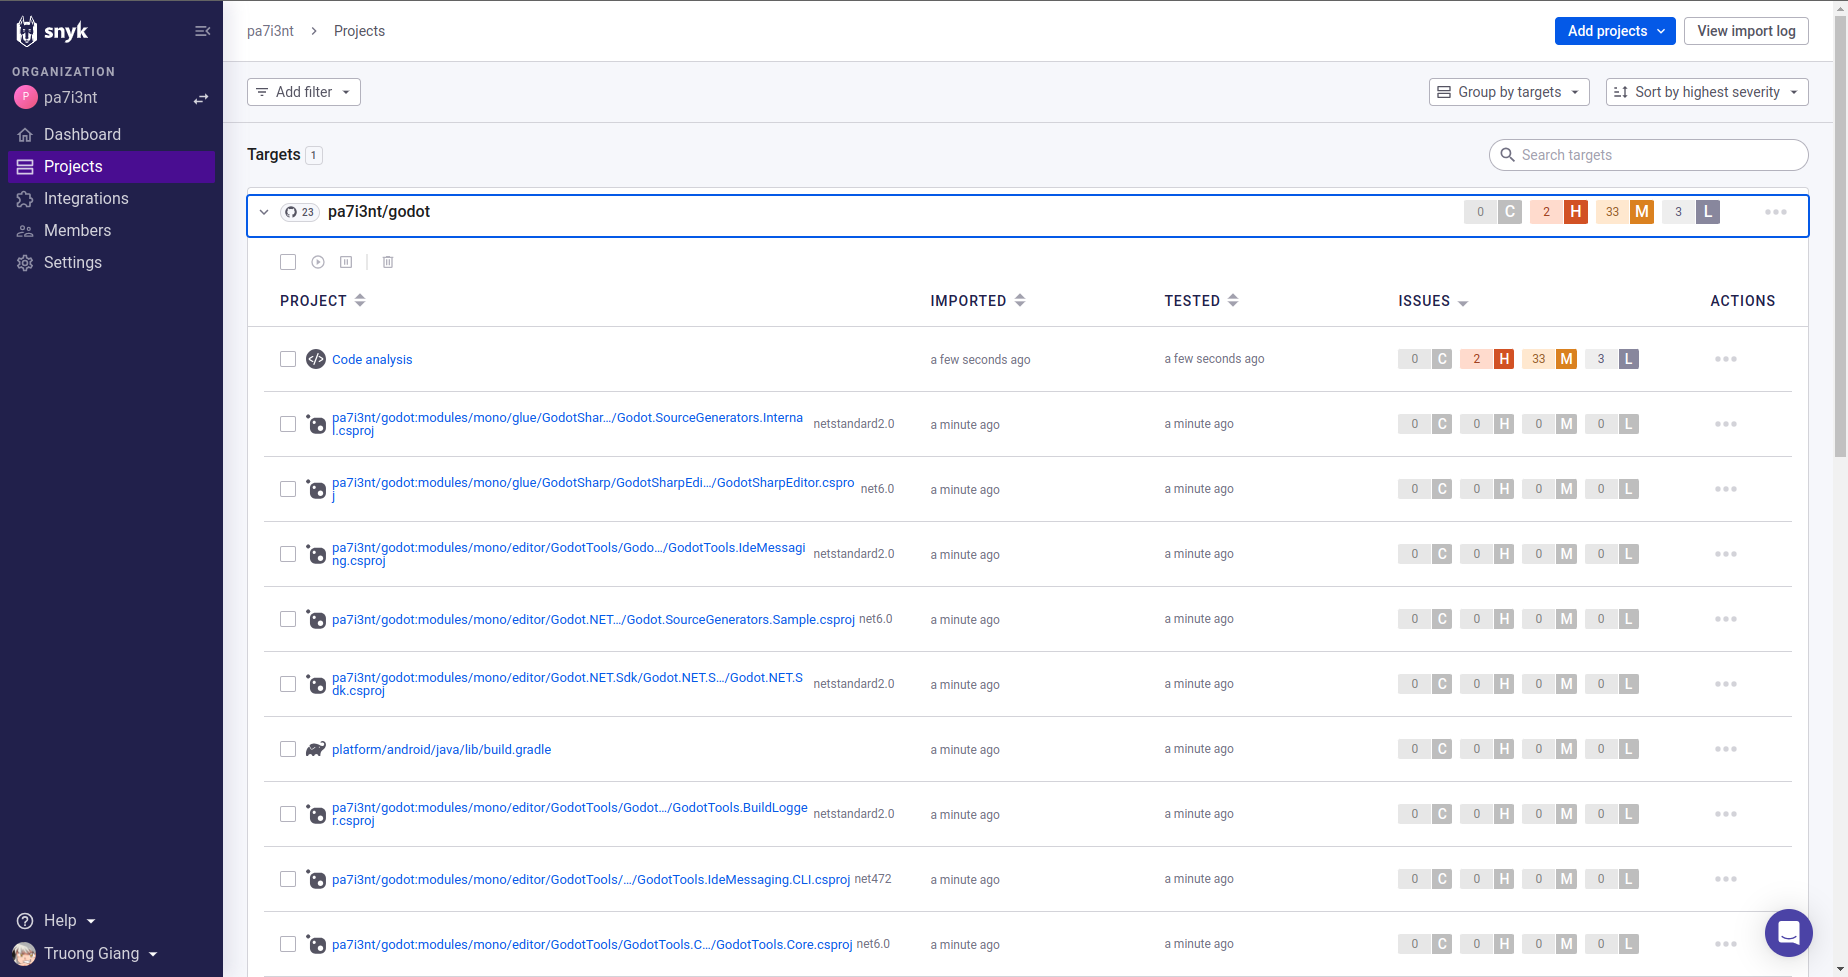 snyk
ORGANIZATION
P
pa7i3nt
Dashboard
Projects
Integrations
Members
Settings
Help
Truong Giang
pa7i3nt > Projects
Add projects
View import log
Add filter
Group by targets
Sort by highest severity
Targets 1
Search targets
23 pa7i3nt/godot 0 C 2 H 33 M 3 L
PROJECT IMPORTED TESTED ISSUES ACTIONS
Code analysis a few seconds ago a few seconds ago 0 C 2 H 33 M 3 L
pa7i3nt/godot:modules/mono/glue/GodotShar.../Godot.SourceGenerators.Interna
l.csproj netstandard2.0 a minute ago a minute ago 0 C 0 H 0 M 0 L
pa7i3nt/godot:modules/mono/glue/GodotSharp/GodotSharpEdi.../GodotSharpEditor.cspro
j net6.0 a minute ago a minute ago 0 C 0 H 0 M 0 L
pa7i3nt/godot:modules/mono/editor/GodotTools/Godo.../GodotTools.IdeMessagi
ng.csproj netstandard2.0 a minute ago a minute ago 0 C 0 H 0 M 0 L
pa7i3nt/godot:modules/mono/editor/Godot.NET.../Godot.SourceGenerators.Sample.csproj net6.0 a minute ago a minute ago 0 C 0 H 0 M 0 L
pa7i3nt/godot:modules/mono/editor/Godot.NET.Sdk/Godot.NET.S.../Godot.NET.S
dk.csproj netstandard2.0 a minute ago a minute ago 0 C 0 H 0 M 0 L
platform/android/java/lib/build.gradle a minute ago a minute ago 0 C 0 H 0 M 0 L
pa7i3nt/godot:modules/mono/editor/GodotTools/Godot.../GodotTools.BuildLogge
r.csproj netstandard2.0 a minute ago a minute ago 0 C 0 H 0 M 0 L
pa7i3nt/godot:modules/mono/editor/GodotTools/.../GodotTools.IdeMessaging.CLI.csproj net472 a minute ago a minute ago 0 C 0 H 0 M 0 L
pa7i3nt/godot:modules/mono/editor/GodotTools/GodotTools.C.../GodotTools.Core.csproj net6.0 a minute ago a minute ago 0 C 0 H 0 M 0 L